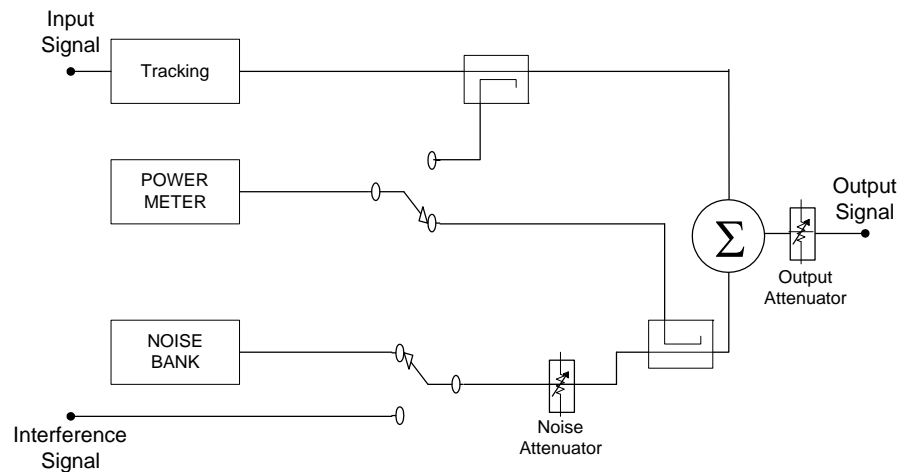 Input
Signal
Tracking
POWER
METER
Output
Signal
Σ
Output
Attenuator
NOISE
BANK
Noise
Attenuator
Interference
Signal